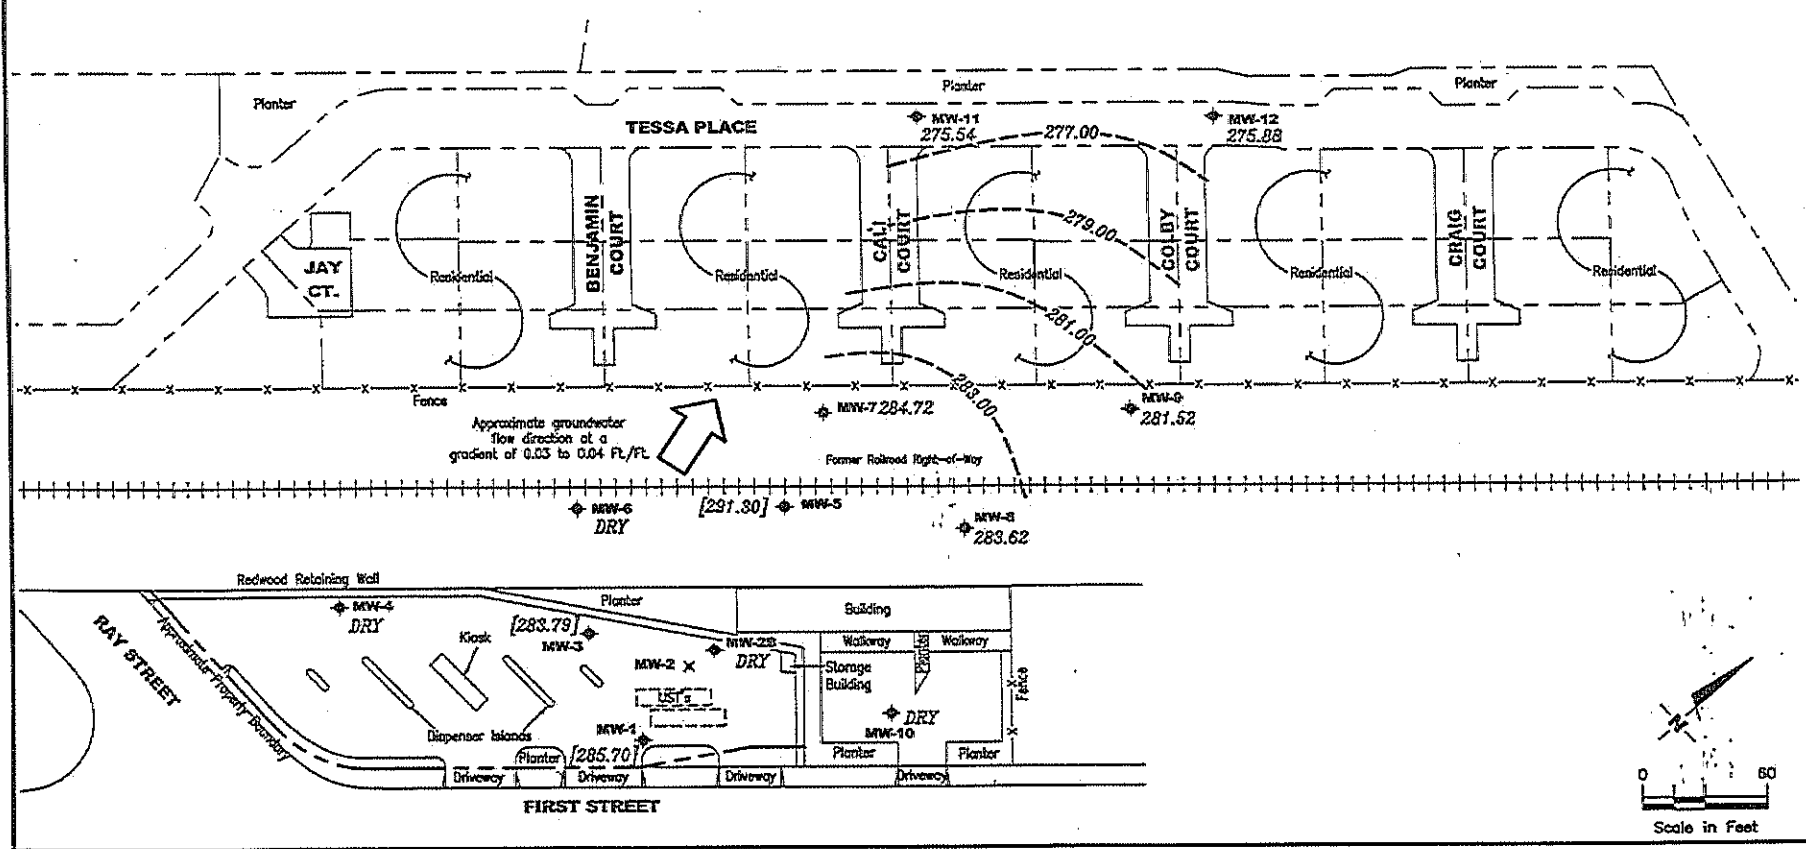 Planter
Planter
Planter
TESSA PLACE
MW-11
275.54
277.00
MW-12
275.88
BENJAMIN
COURT
CALI
COURT
279.00
COLBY
COURT
CRAIG
COURT
JAY
CT.
Residential
Residential
Residential
Residential
Residential
281.00
283.00
Fence
Approximate groundwater
flow direction at a
gradient of 0.03 to 0.04 Ft./Ft.
MW-7 284.72
MW-9
281.52
Former Railroad Right-of-Way
MW-6
DRY
[291.30]
MW-5
MW-8
283.62
Redwood Retaining Wall
MW-4
DRY
Planter
Building
RAY STREET
Approximate Property Boundary
Kiosk
[283.79]
MW-3
MW-2B
DRY
MW-2
Walkway
Planter
Walkway
Storage
Building
USTs
Fence
Dispenser Islands
MW-1
[285.70]
DRY
MW-10
Planter
Planter
Planter
Driveway
Driveway
Driveway
Driveway
FIRST STREET
N
0
60
Scale in Feet